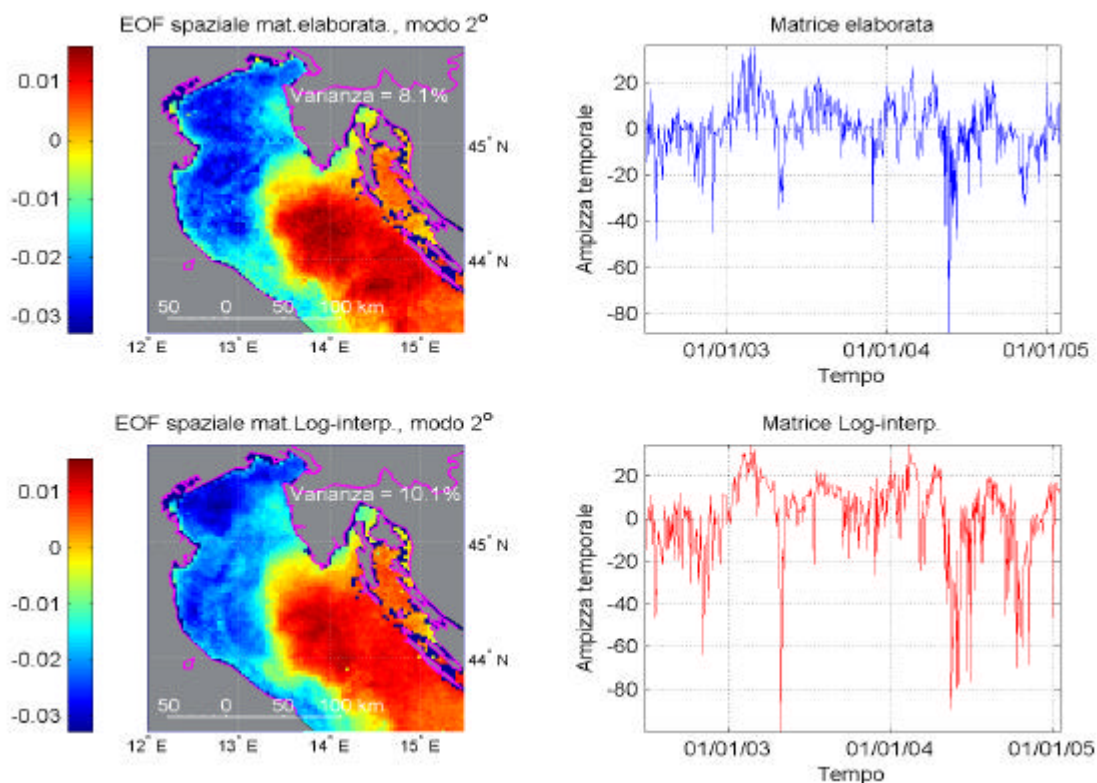 EOF spaziale mat.elaborata., modo 2°
Varianza = 8.1%
0.01
0
-0.01
-0.02
-0.03
45° N
44° N
50 0 50 100 km
12° E 13° E 14° E 15° E
Matrice elaborata
Ampizza temporale
20
0
-20
-40
-60
-80
01/01/03 01/01/04 01/01/05
Tempo
EOF spaziale mat.Log-interp., modo 2°
Varianza = 10.1%
0.01
0
-0.01
-0.02
-0.03
45° N
44° N
50 0 50 100 km
12° E 13° E 14° E 15° E
Matrice Log-interp.
Ampizza temporale
20
0
-20
-40
-60
-80
01/01/03 01/01/04 01/01/05
Tempo